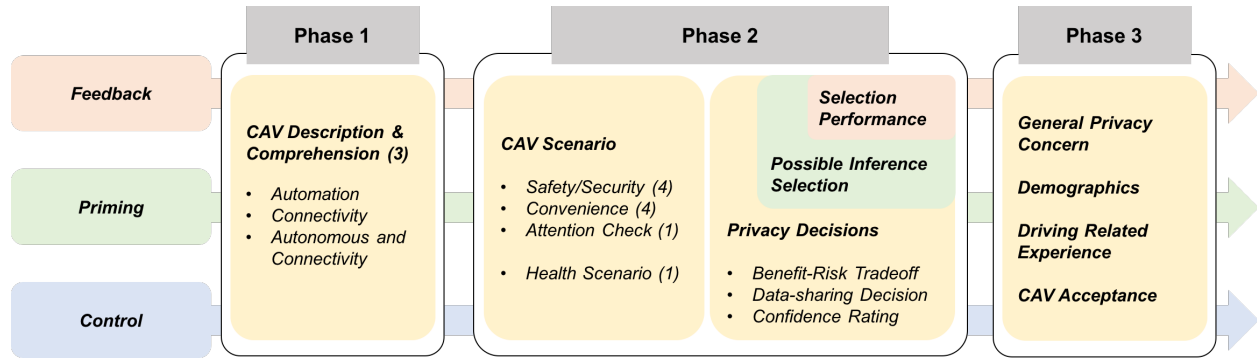 Phase 1
Phase 2
Phase 3
Feedback
Priming
Control
CAV Description &
Comprehension (3)
• Automation
• Connectivity
• Autonomous and
Connectivity
CAV Scenario
• Safety/Security (4)
• Convenience (4)
• Attention Check (1)
• Health Scenario (1)
Selection
Performance
Possible Inference
Selection
Privacy Decisions
• Benefit-Risk Tradeoff
• Data-sharing Decision
• Confidence Rating
General Privacy
Concern
Demographics
Driving Related
Experience
CAV Acceptance